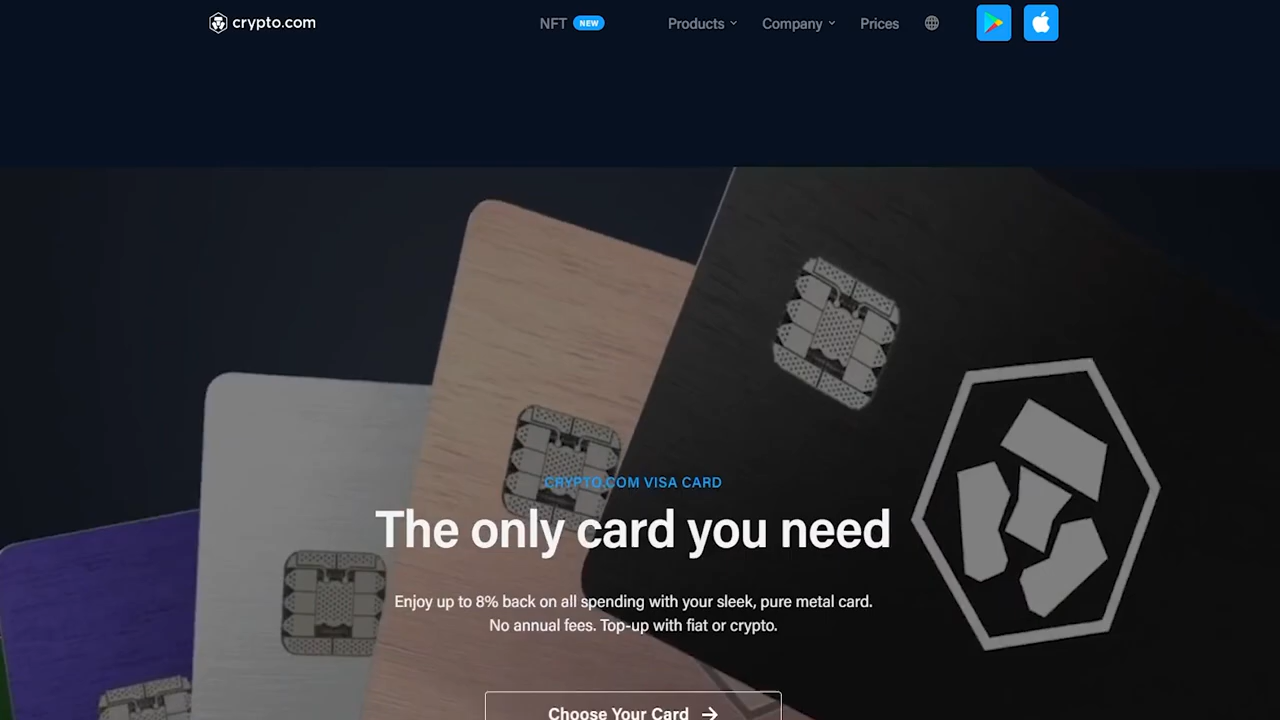 crypto.com
NFT NEW
Products
Company
Prices
CRYPTO.COM VISA CARD
The only card you need
Enjoy up to 8% back on all spending with your sleek, pure metal card.
No annual fees. Top-up with fiat or crypto.
Choose Your Card →